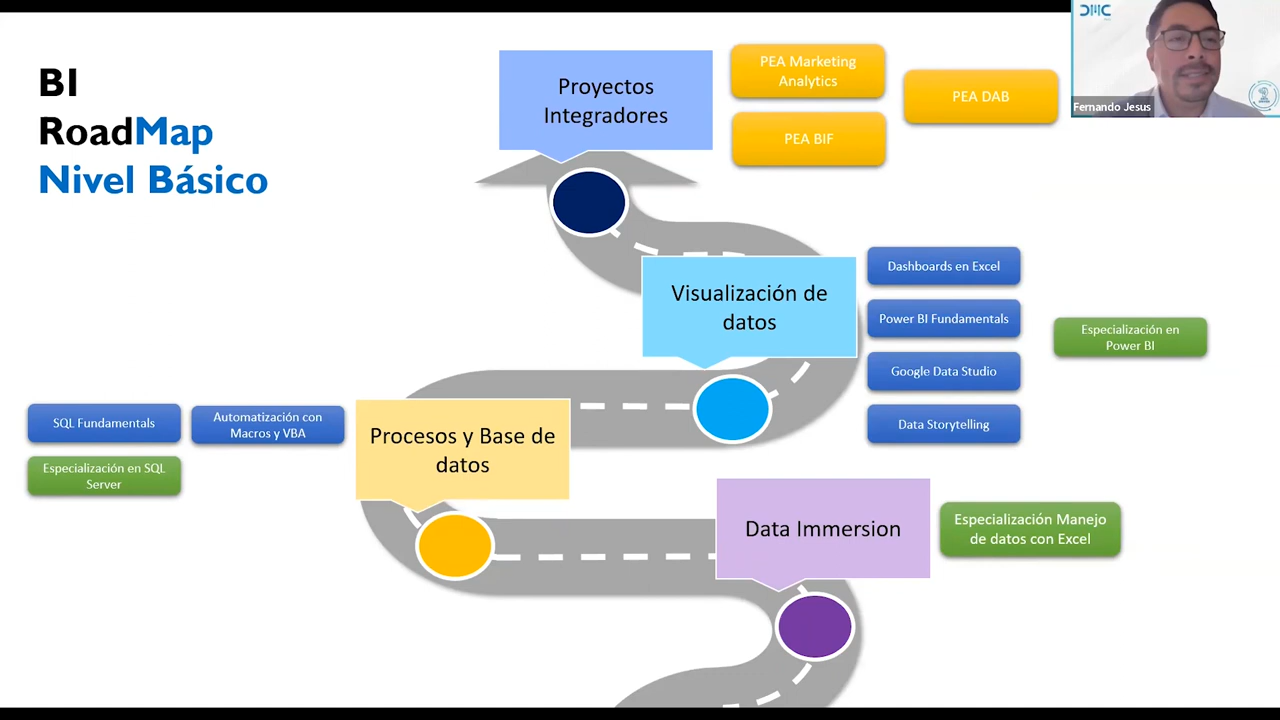 BI
RoadMap
Nivel Básico
Proyectos
Integradores
PEA Marketing
Analytics
PEA BIF
PEA DAB
DMC
Fernando Jesus
Visualización de
datos
Dashboards en Excel
Power BI Fundamentals
Google Data Studio
Data Storytelling
Especialización en
Power BI
SQL Fundamentals
Automatización con
Macros y VBA
Especialización en SQL
Server
Procesos y Base de
datos
Data Immersion
Especialización Manejo
de datos con Excel